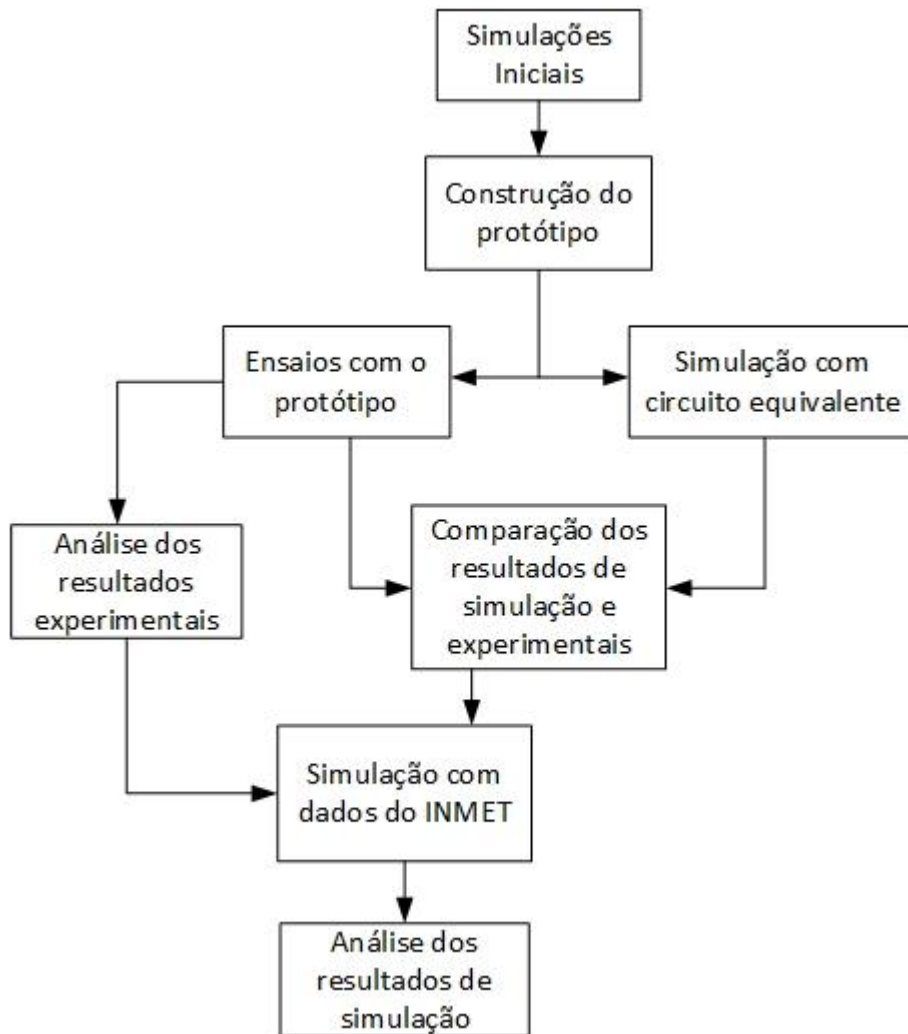 Simulações
Iniciais
Construção do
protótipo
Ensaios com o
protótipo
Simulação com
circuito equivalente
Análise dos
resultados
experimentais
Comparação dos
resultados de
simulação e
experimentais
Simulação com
dados do INMET
Análise dos
resultados de
simulação